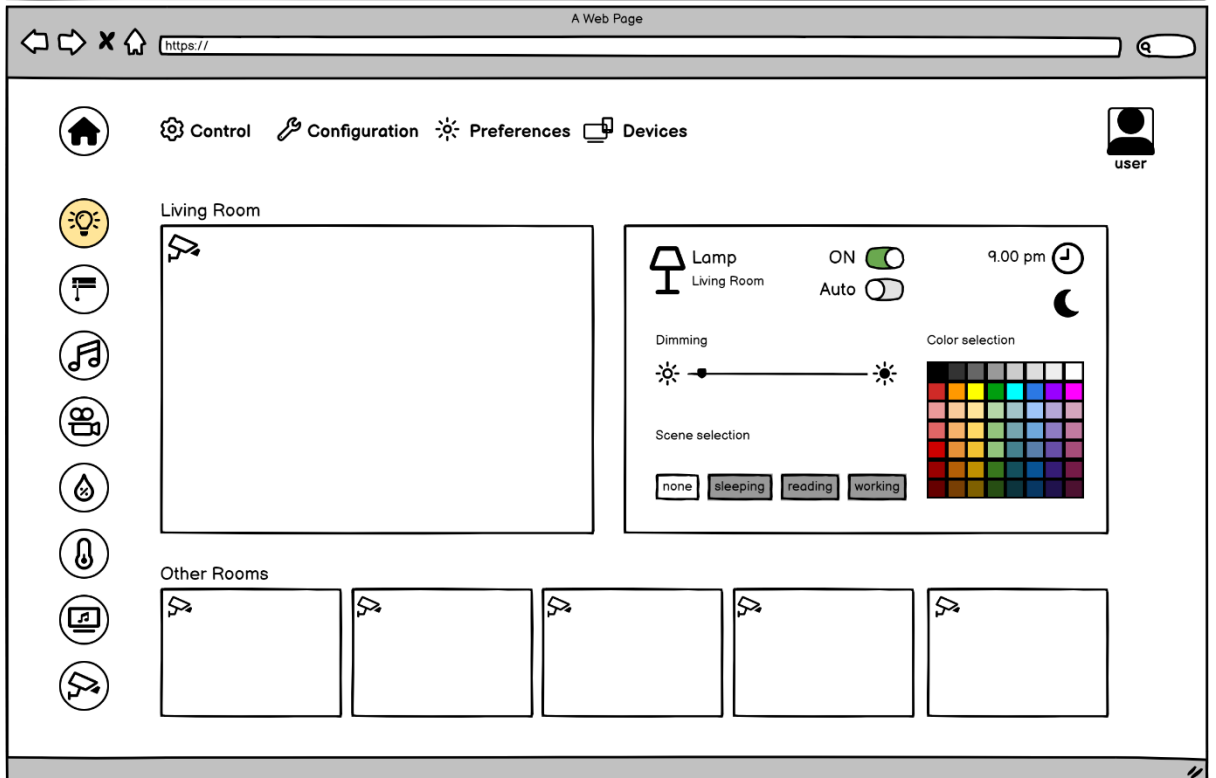 A Web Page
https://
Control Configuration Preferences Devices
user
Living Room
Lamp ON 9.00 pm
Living Room
Auto
Dimming Color selection
Scene selection
none sleeping reading working
Other Rooms